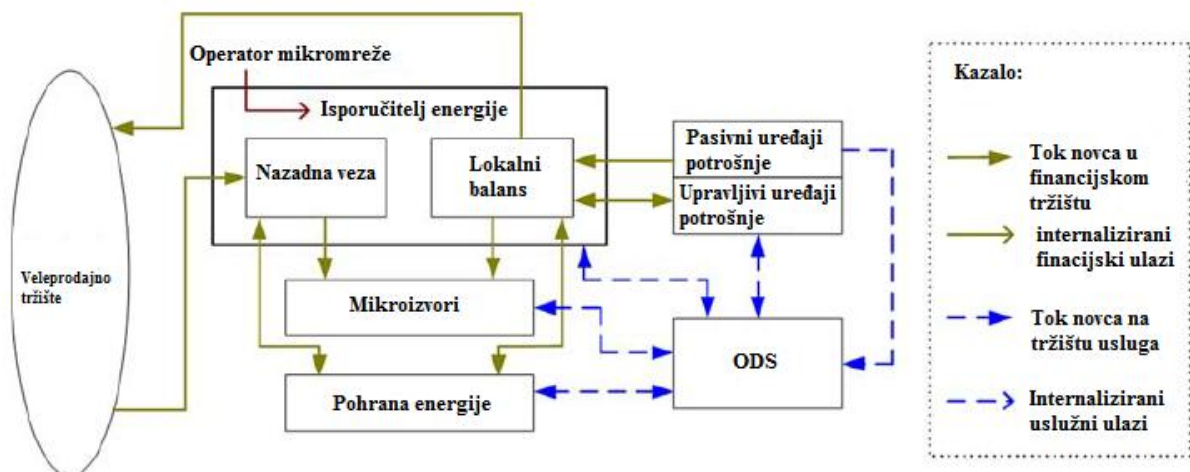 Operator mikromreže
Isporučitelj energije
Nazadna veza
Lokalni
balans
Pasivni uređaji
potrošnje
Upravljivi uređaji
potrošnje
Veleprodajno
tržište
Mikroizvori
Pohrana energije
ODS
Kazalo:
Tok novca u
financijskom
tržištu
internalizirani
finacijski ulazi
Tok novca na
tržištu usluga
Internalizirani
uslužni ulazi